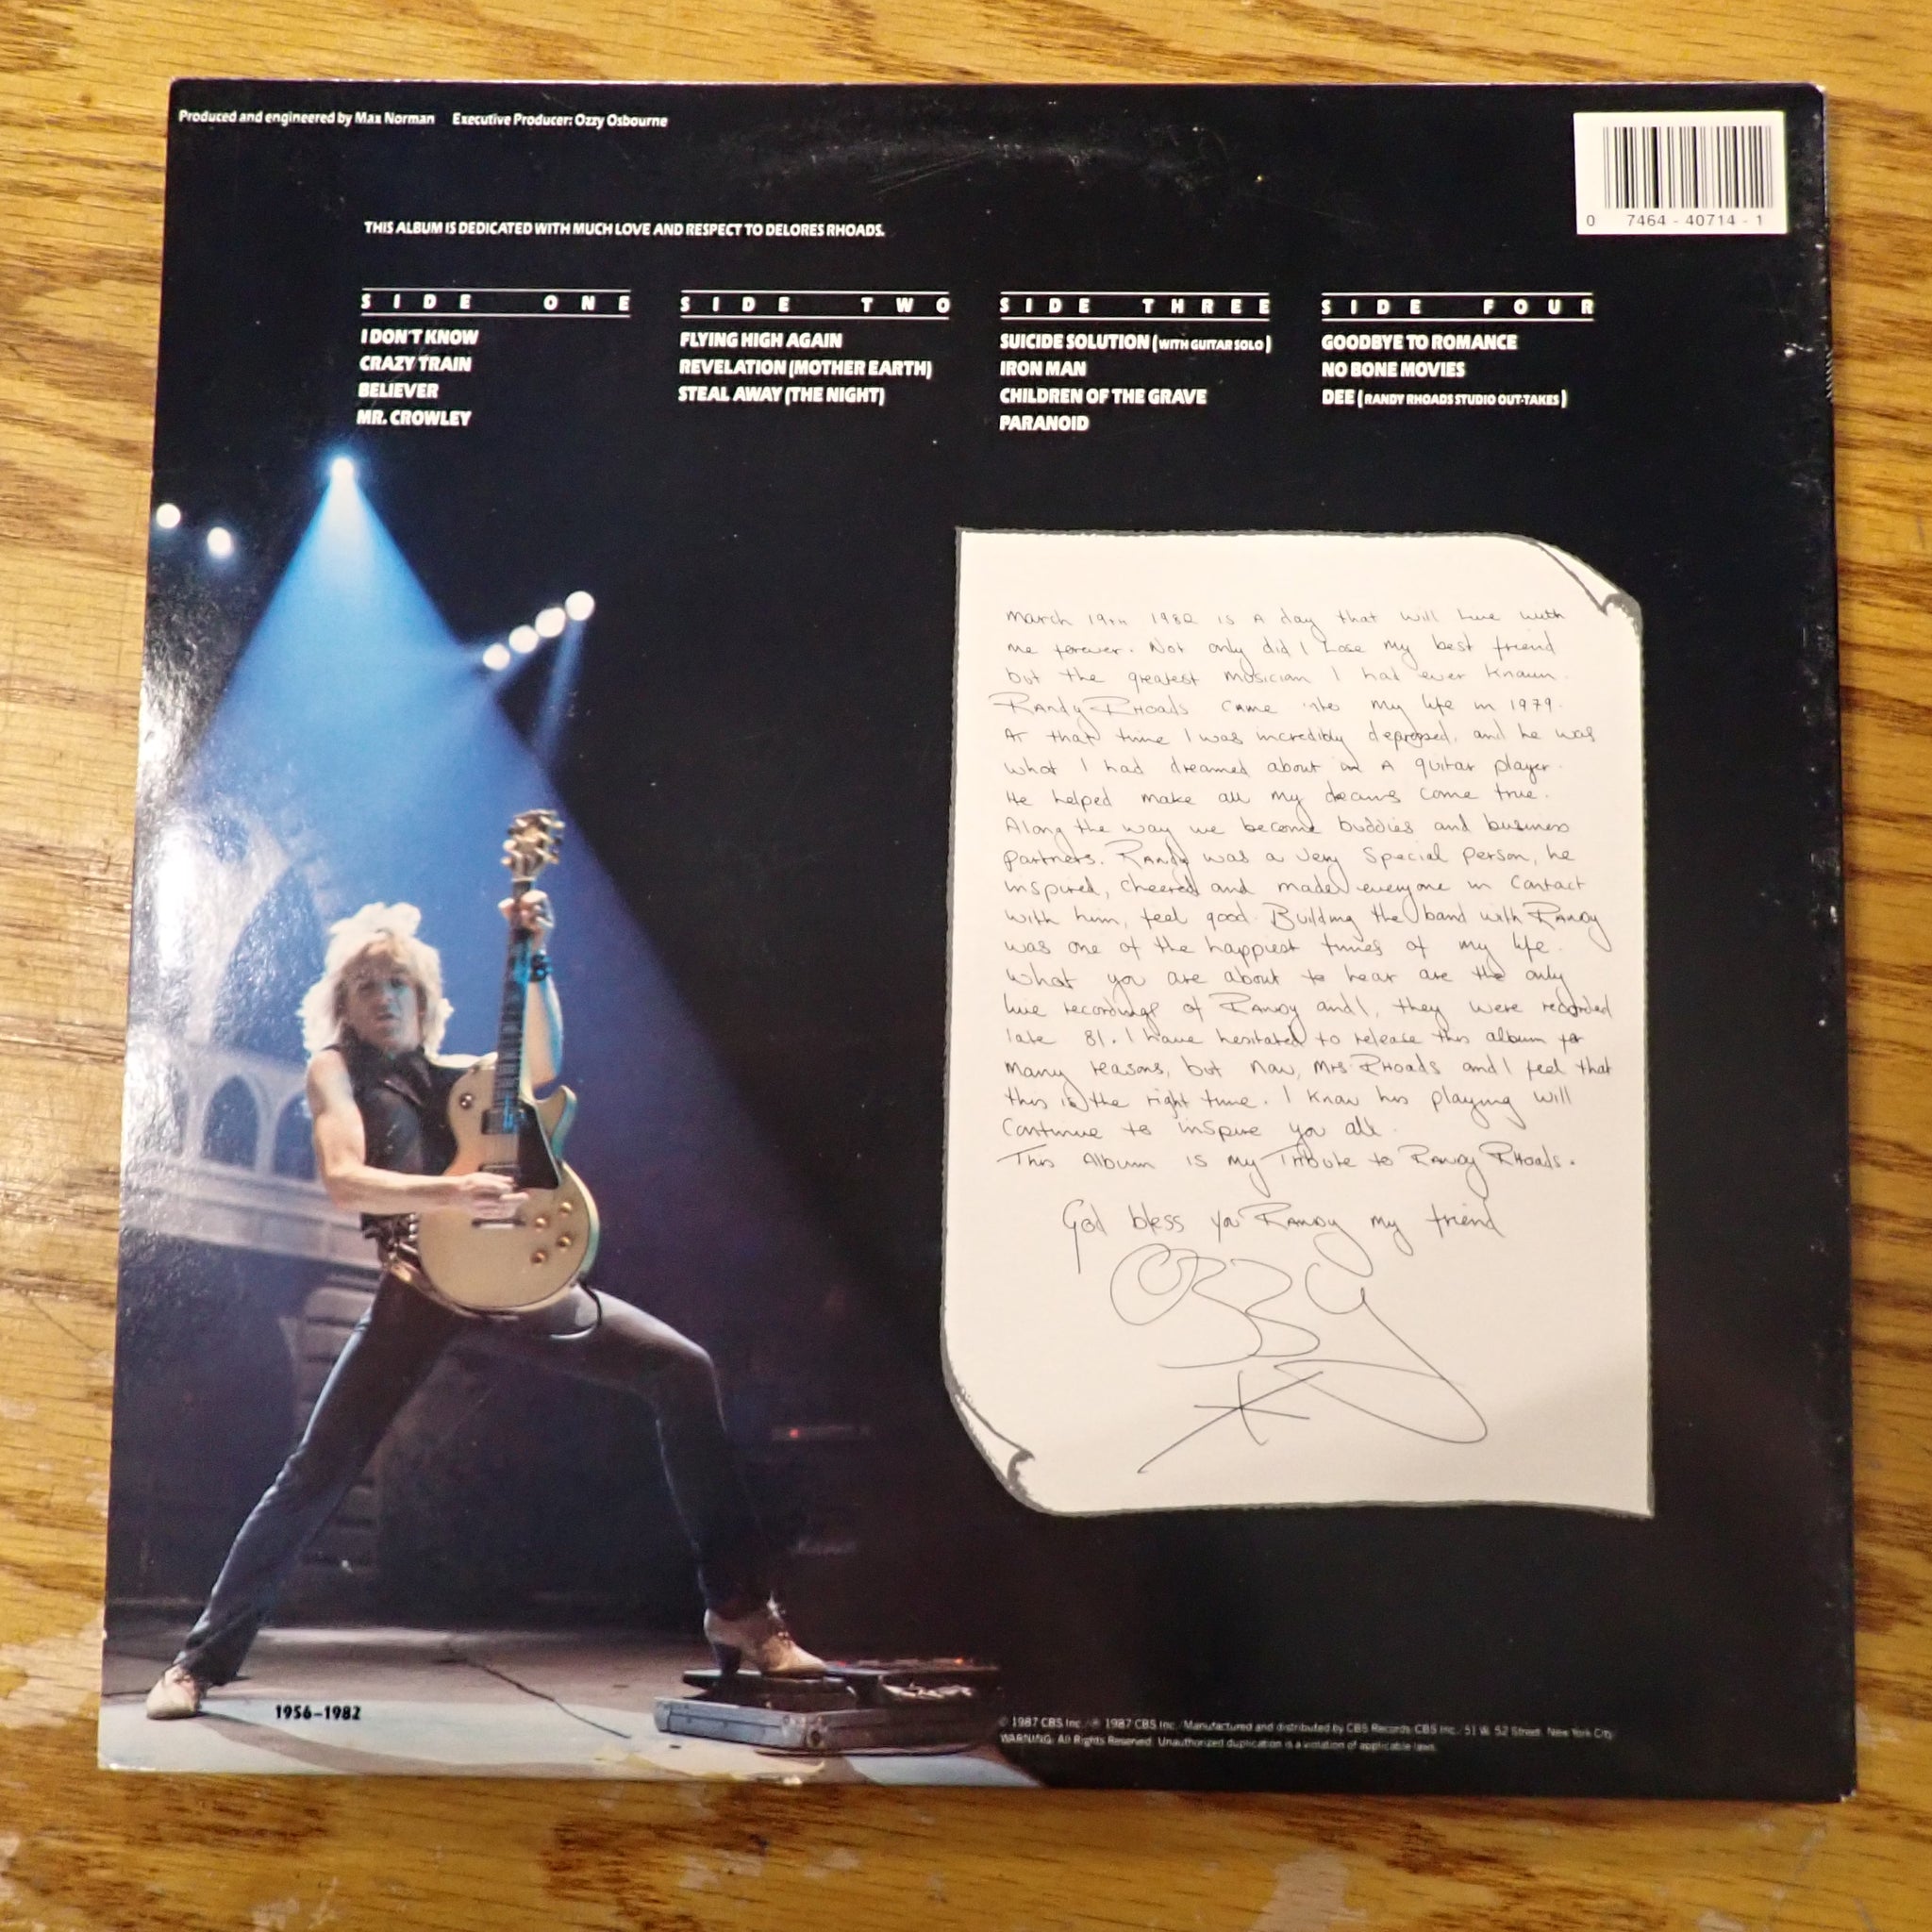 Produced and engineered by Max Norman Executive Producer: Ozzy Osbourne
0 7464 - 40714 - 1
THIS ALBUM IS DEDICATED WITH MUCH LOVE AND RESPECT TO DELORES RHOADS.
SIDE ONE
I DON'T KNOW
CRAZY TRAIN
BELIEVER
MR. CROWLEY
SIDE TWO
FLYING HIGH AGAIN
REVELATION (MOTHER EARTH)
STEAL AWAY (THE NIGHT)
SIDE THREE
SUICIDE SOLUTION (WITH GUITAR SOLO)
IRON MAN
CHILDREN OF THE GRAVE
PARANOID
SIDE FOUR
GOODBYE TO ROMANCE
NO BONE MOVIES
DEE (RANDY RHOADS STUDIO OUT-TAKES)
March 19th 1982 is A day that will Live with
me forever. Not only did I Lose my best friend
but the greatest musician I had ever known.
Randy Rhoads came into my life in 1979.
At that time I was incredibly depressed, and he was
what I had dreamed about in A guitar player.
He helped make all my dreams come true.
Along the way we become buddies and business
partners. Randy was a very special person, he
inspired, cheered and made everyone in contact
with him, feel good. Building the band with Randy
was one of the happiest times of my life.
What you are about to hear are the only
live recordings of Randy and I, they were recorded
late 81. I have hesitated to release this album for
many reasons, but now, Mrs Rhoads and I feel that
this is the right time. I know his playing will
Continue to inspire you all.
This Album is my Tribute to Randy Rhoads.
God bless you Randy my friend
Ozzy
1956-1982
© 1987 CBS Inc./℗ 1987 CBS Inc./Manufactured and distributed by CBS Records/CBS Inc./51 W. 52 Street, New York City
WARNING: All Rights Reserved. Unauthorized duplication is a violation of applicable laws.